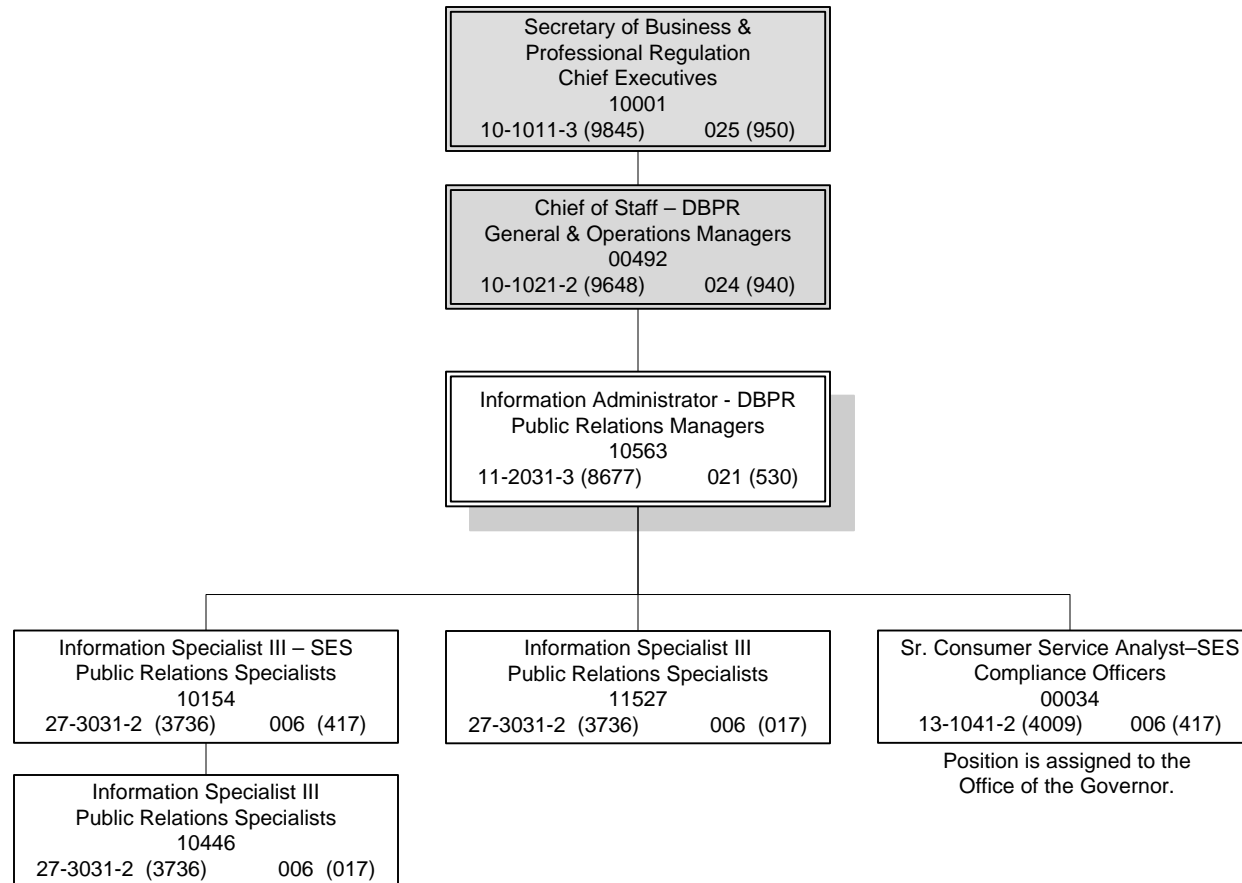 Secretary of Business &
Professional Regulation
Chief Executives
10001
10-1011-3 (9845) 025 (950)
Chief of Staff – DBPR
General & Operations Managers
00492
10-1021-2 (9648) 024 (940)
Information Administrator - DBPR
Public Relations Managers
10563
11-2031-3 (8677) 021 (530)
Information Specialist III – SES
Public Relations Specialists
10154
27-3031-2 (3736) 006 (417)
Information Specialist III
Public Relations Specialists
10446
27-3031-2 (3736) 006 (017)
Information Specialist III
Public Relations Specialists
11527
27-3031-2 (3736) 006 (017)
Sr. Consumer Service Analyst–SES
Compliance Officers
00034
13-1041-2 (4009) 006 (417)
Position is assigned to the
Office of the Governor.